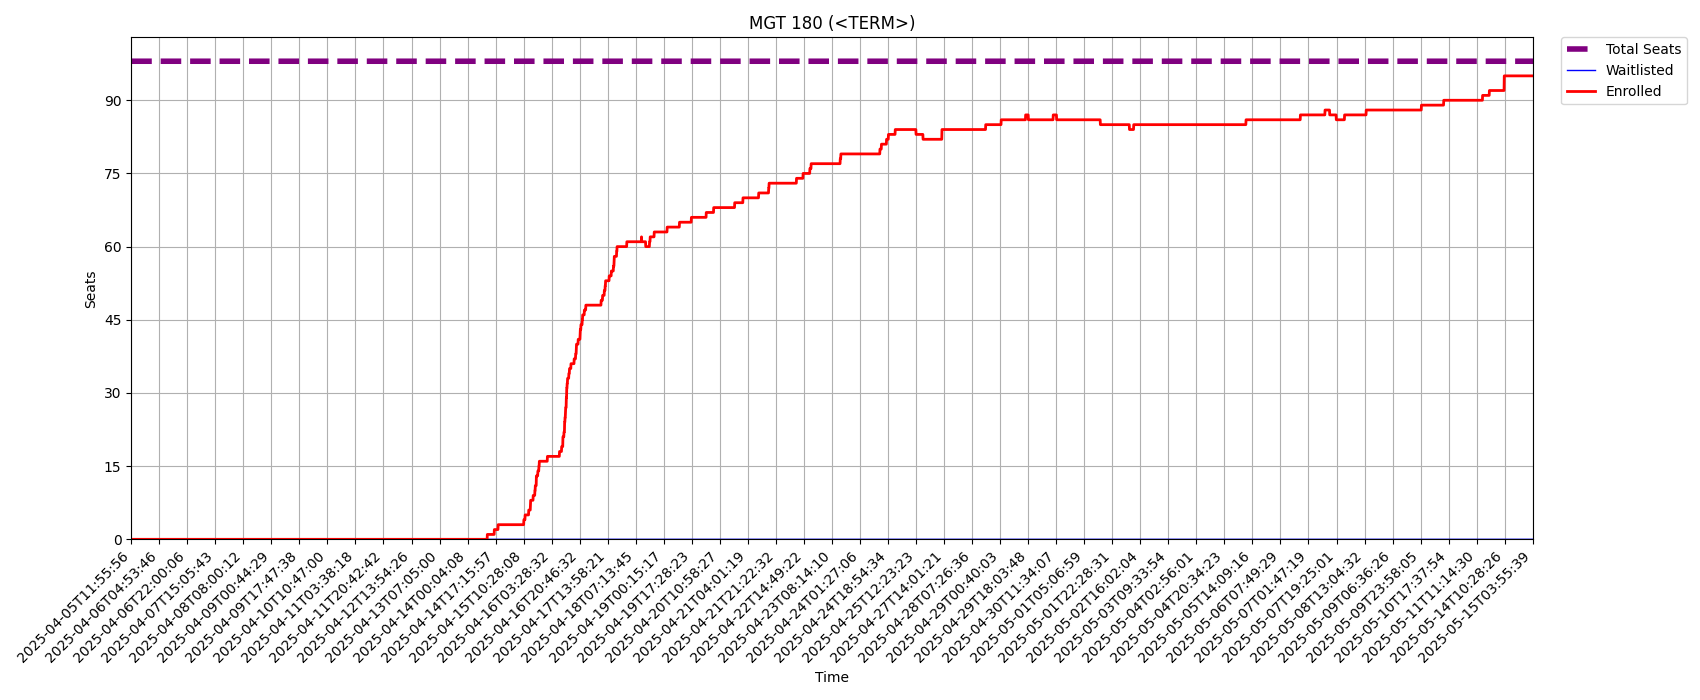 MGT 180 (<TERM>)
Total Seats
Waitlisted
Enrolled
Seats
90
75
60
45
30
15
0
2025-04-05T11:55:56
2025-04-06T04:53:46
2025-04-06T22:00:06
2025-04-07T15:05:43
2025-04-08T08:00:12
2025-04-09T00:44:29
2025-04-09T17:47:38
2025-04-10T10:47:00
2025-04-11T03:38:18
2025-04-11T20:42:42
2025-04-12T13:54:26
2025-04-13T07:05:00
2025-04-14T00:04:08
2025-04-14T17:15:57
2025-04-15T10:28:08
2025-04-16T03:28:32
2025-04-16T20:46:32
2025-04-17T13:58:21
2025-04-18T07:13:45
2025-04-19T00:15:17
2025-04-19T17:28:23
2025-04-20T10:58:27
2025-04-21T04:01:19
2025-04-21T21:22:32
2025-04-22T14:49:22
2025-04-23T08:14:10
2025-04-24T01:27:06
2025-04-24T18:54:34
2025-04-25T12:23:23
2025-04-27T14:01:21
2025-04-28T07:26:36
2025-04-29T00:40:03
2025-04-29T18:03:48
2025-04-30T11:34:07
2025-05-01T05:06:59
2025-05-01T22:28:31
2025-05-02T16:02:04
2025-05-03T09:33:54
2025-05-04T02:56:01
2025-05-04T20:34:23
2025-05-05T14:09:16
2025-05-06T07:49:29
2025-05-07T01:47:19
2025-05-07T19:25:01
2025-05-08T13:04:32
2025-05-09T06:36:26
2025-05-09T23:58:05
2025-05-10T17:37:54
2025-05-11T11:14:30
2025-05-14T10:28:26
2025-05-15T03:55:39
Time